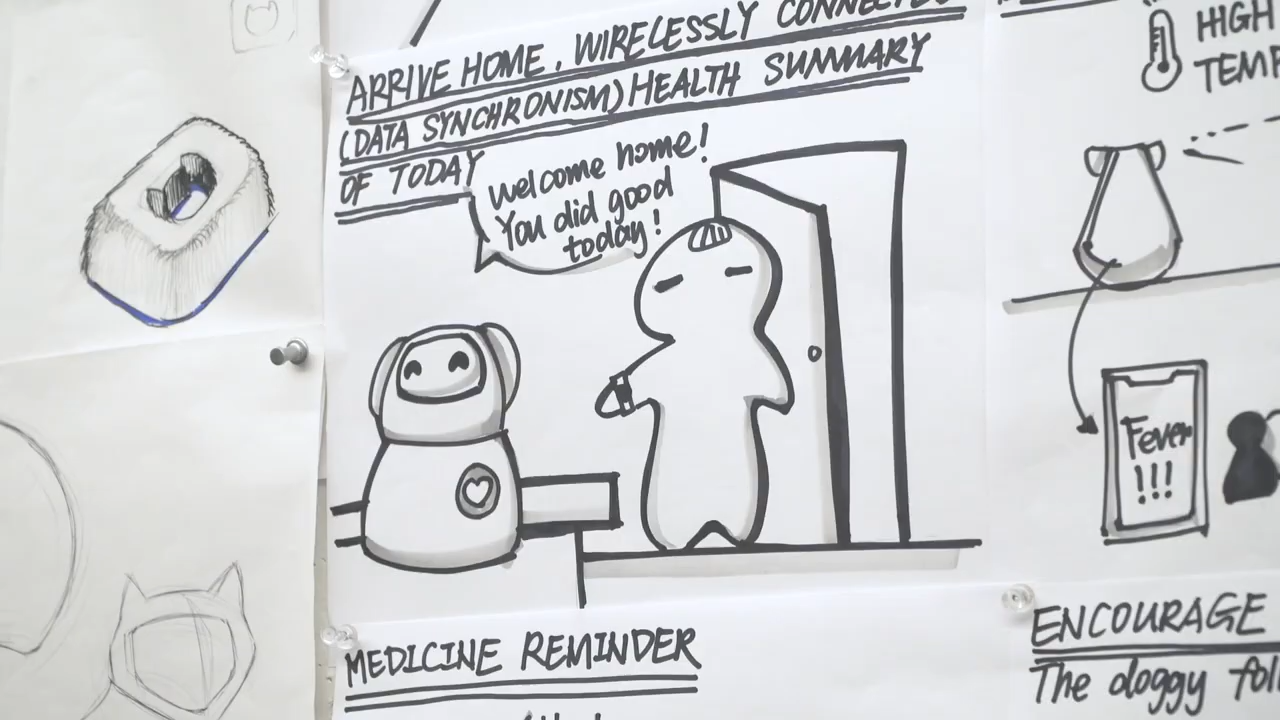 ARRIVE HOME, WIRELESSLY CONNECTED
(DATA SYNCHRONISM) HEALTH SUMMARY
OF TODAY
Welcome home!
You did good
today!
HIGH
TEMP
Fever
!!!
MEDICINE REMINDER
ENCOURAGE
The doggy